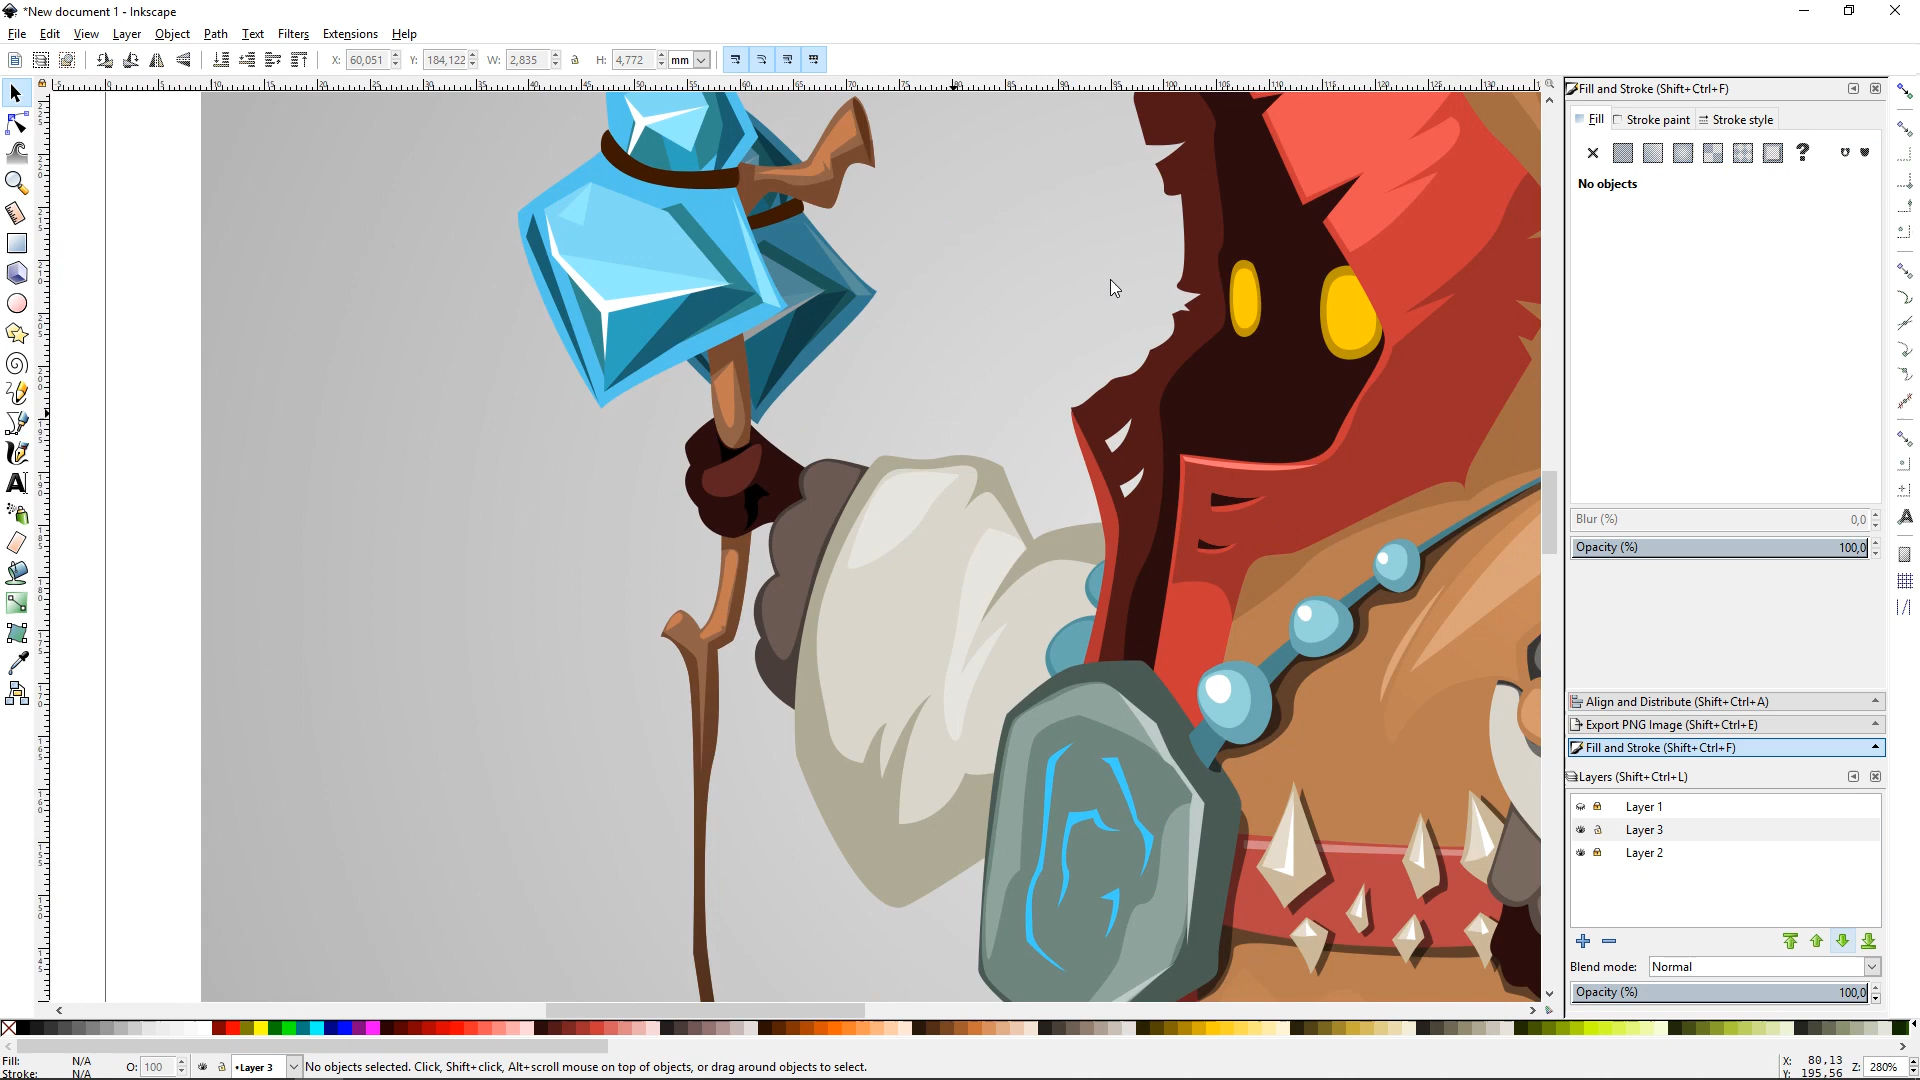 *New document 1 - Inkscape
File Edit View Layer Object Path Text Filters Extensions Help
X: 60,051 Y: 184,122 W: 2,835 H: 4,772 mm
Fill and Stroke (Shift+Ctrl+F)
Fill Stroke paint Stroke style
No objects
Blur (%) 0,0
Opacity (%) 100,0
Align and Distribute (Shift+Ctrl+A)
Export PNG Image (Shift+Ctrl+E)
Fill and Stroke (Shift+Ctrl+F)
Layers (Shift+Ctrl+L)
Layer 1
Layer 3
Layer 2
Blend mode: Normal
Opacity (%) 100,0
Fill: N/A
Stroke: N/A
O: 100 •Layer 3 No objects selected. Click, Shift+click, Alt+scroll mouse on top of objects, or drag around objects to select.
X: 80,13
Y: 195,56
Z: 280%